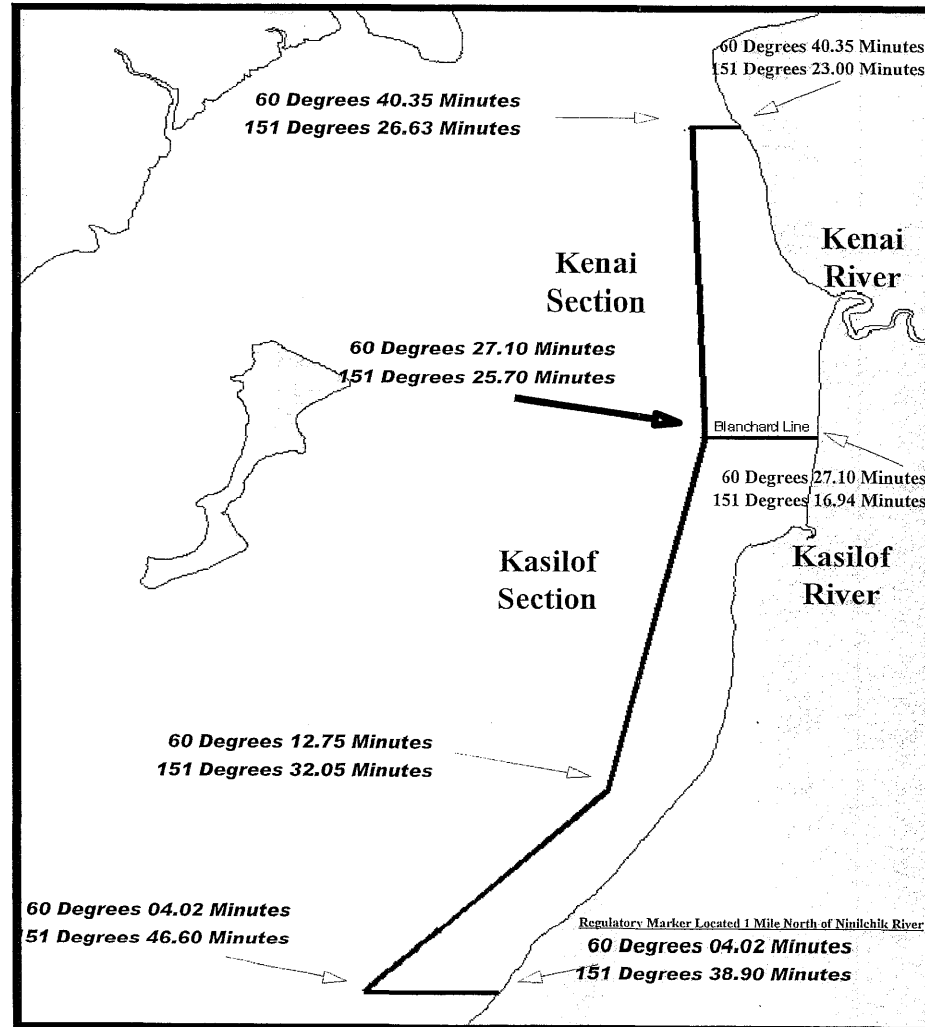 60 Degrees 40.35 Minutes
151 Degrees 23.00 Minutes
60 Degrees 40.35 Minutes
151 Degrees 26.63 Minutes
Kenai
River
Kenai
Section
60 Degrees 27.10 Minutes
151 Degrees 25.70 Minutes
Blanchard Line
60 Degrees 27.10 Minutes
151 Degrees 16.94 Minutes
Kasilof
River
Kasilof
Section
60 Degrees 12.75 Minutes
151 Degrees 32.05 Minutes
60 Degrees 04.02 Minutes
151 Degrees 46.60 Minutes
Regulatory Marker Located 1 Mile North of Ninilchik River
60 Degrees 04.02 Minutes
151 Degrees 38.90 Minutes